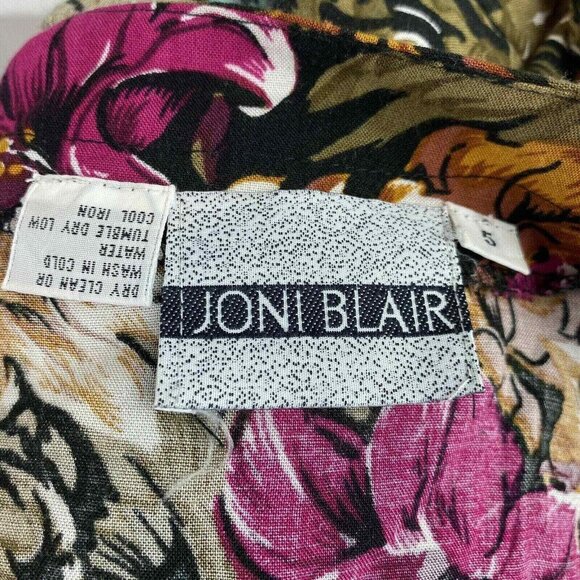 DRY CLEAN OR
WASH IN COLD
WATER
TUMBLE DRY LOW
COOL IRON
JONI BLAIR
5